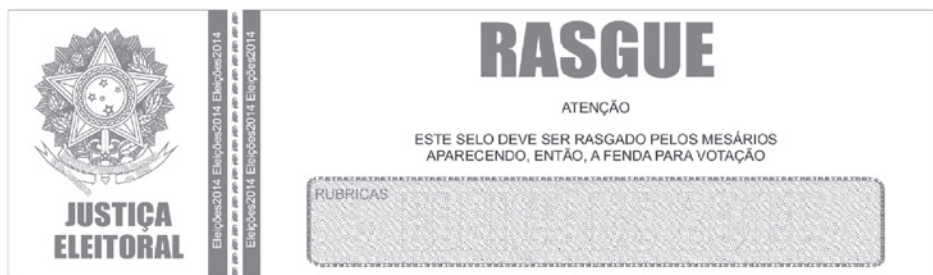 JUSTIÇA
ELEITORAL
Eleições2014 Eleições2014 Eleições2014
Eleições2014 Eleições2014 Eleições2014
RASGUE
ATENÇÃO
ESTE SELO DEVE SER RASGADO PELOS MESÁRIOS
APARECENDO, ENTÃO, A FENDA PARA VOTAÇÃO
RUBRICAS